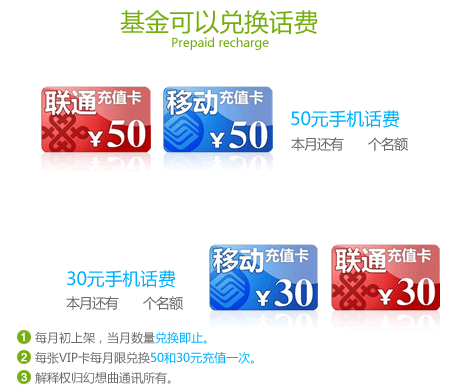 基金可以兑换话费
Prepaid recharge
联通充值卡
¥50
移动充值卡
¥50
50元手机话费
本月还有 个名额
30元手机话费
本月还有 个名额
移动充值卡
¥30
联通充值卡
¥30
1 每月初上架，当月数量兑换即止。
2 每张VIP卡每月限兑换50和30元充值一次。
3 解释权归幻想曲通讯所有。